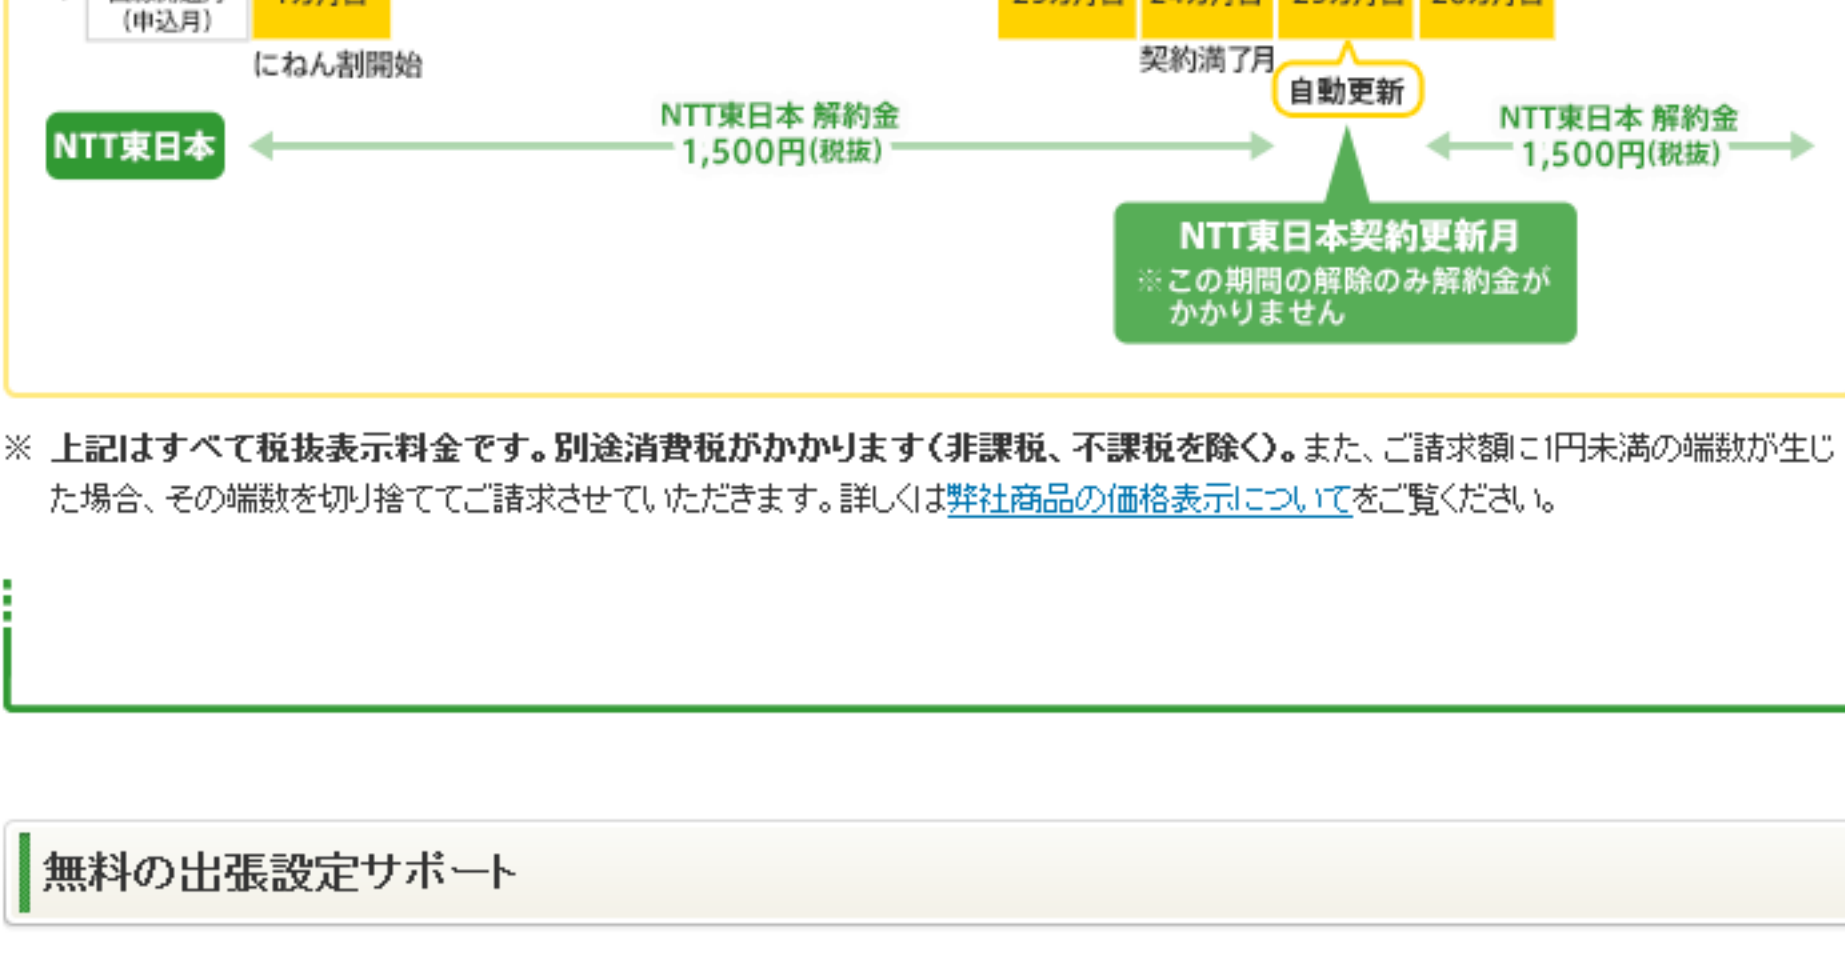 (申込月)
にねん割開始
契約満了月
自動更新
NTT東日本
NTT東日本 解約金
1,500円(税抜)
NTT東日本 解約金
1,500円(税抜)
NTT東日本契約更新月
※この期間の解除のみ解約金が
かかりません
※ 上記はすべて税抜表示料金です。別途消費税がかかります(非課税、不課税を除く)。また、ご請求額に1円未満の端数が生じ
た場合、その端数を切り捨ててご請求させていただきます。詳しくは弊社商品の価格表示についてをご覧ください。
無料の出張設定サポート